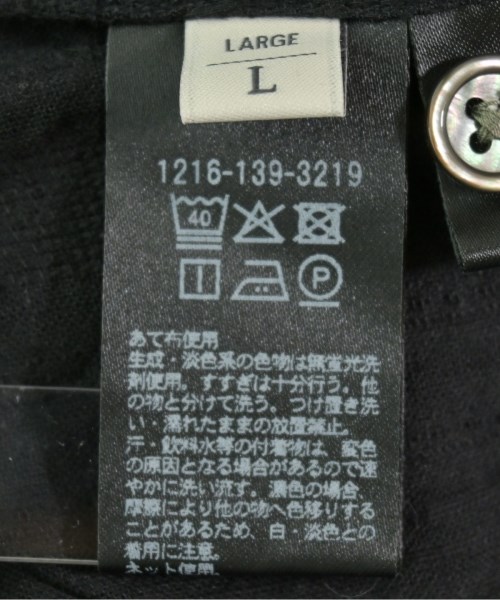 LARGE
L
1216-139-3219
40
P
あて布使用
生成・淡色系の色物は無蛍光洗
剤使用。すすぎは十分行う。他
の物と分けて洗う。つけ置き洗
い・濡れたままの放置禁止。
汗・飲料水等の付着物は、変色
の原因となる場合があるので速
やかに洗い流す。濃色の場合、
摩擦により他の物へ色移りする
ことがあるため、白・淡色との
着用に注意。
ネット使用。